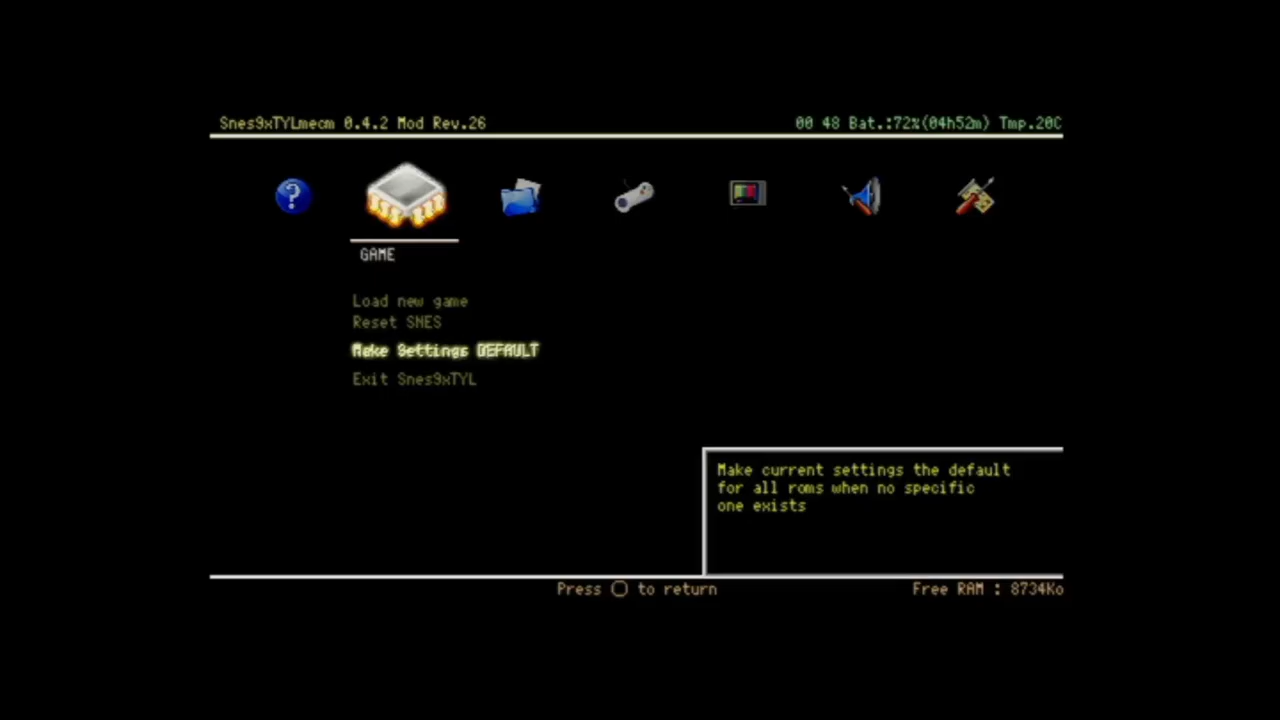 Snes9xTYLmecm 0.4.2 Mod Rev.26
00 48 Bat.:72%(04h52m) Tmp.20C
?
GAME
Load new game
Reset SNES
Make Settings DEFAULT
Exit Snes9xTYL
Make current settings the default
for all roms when no specific
one exists
Press ◯ to return
Free RAM : 8734Ko